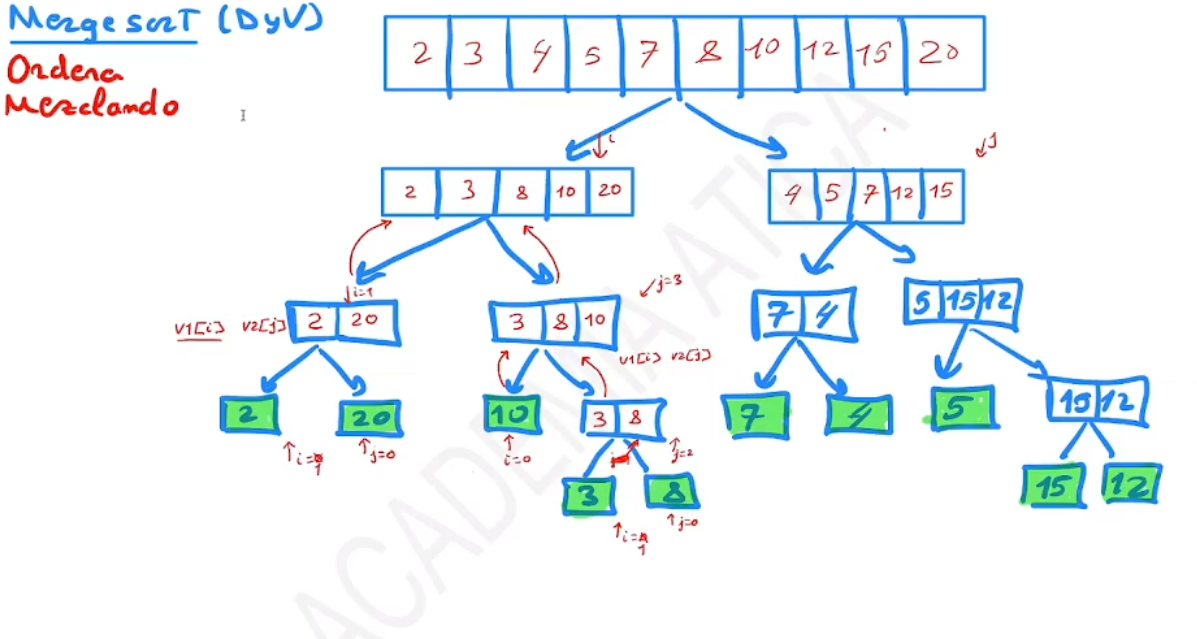 MergesorT (DyV)
Ordena
Mezclando
2 3 4 5 7 8 10 12 15 20
i
j
2 3 8 10 20
4 5 7 12 15
i=1
j=3
V1[i] V2[j]
2 20
3 8 10
7 4
5 15 12
V1[i] V2[j]
2
20
10
3 8
7
4
5
15 12
i=1
j=0
i=0
j=2
3
8
15
12
i=1
j=0
ACADEMIA ATICA